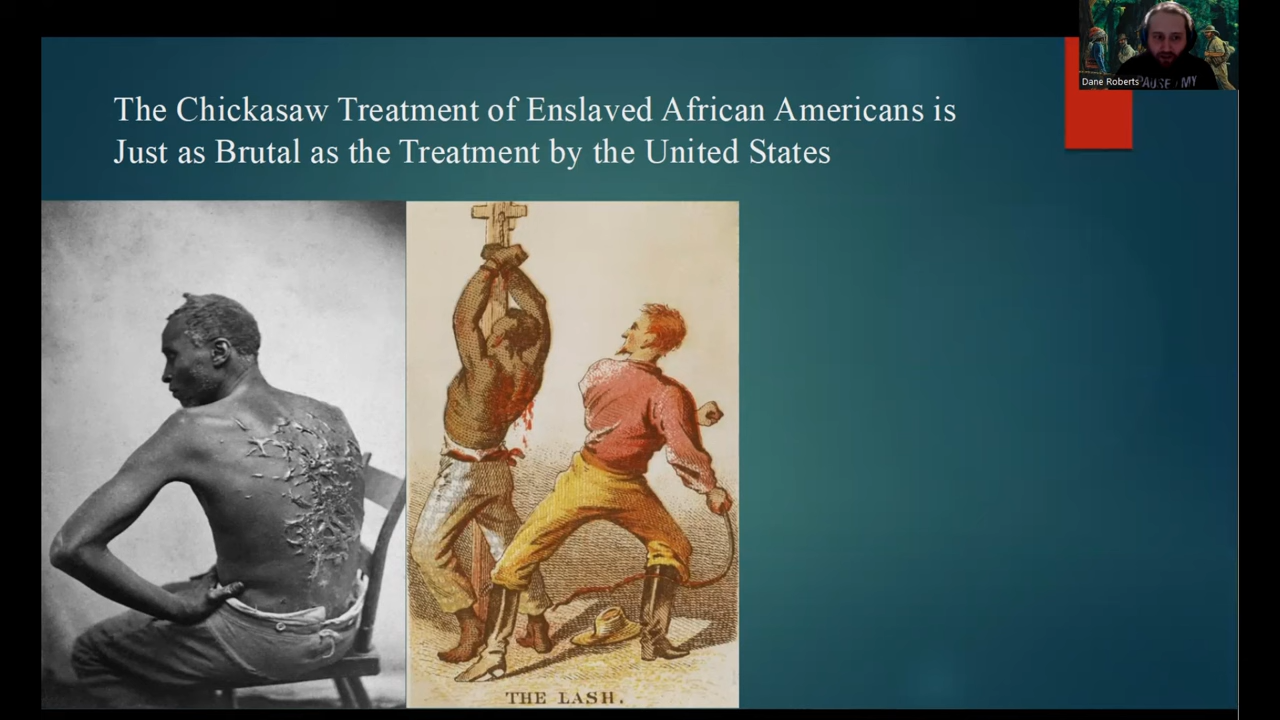 The Chickasaw Treatment of Enslaved African Americans is
Just as Brutal as the Treatment by the United States
Dane Roberts
MY
THE LASH.